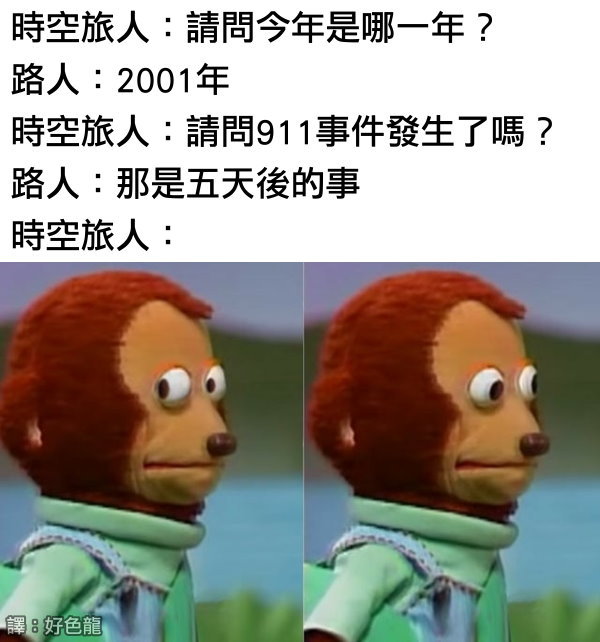 時空旅人：請問今年是哪一年？
路人：2001年
時空旅人：請問911事件發生了嗎？
路人：那是五天後的事
時空旅人：
譯：好色龍